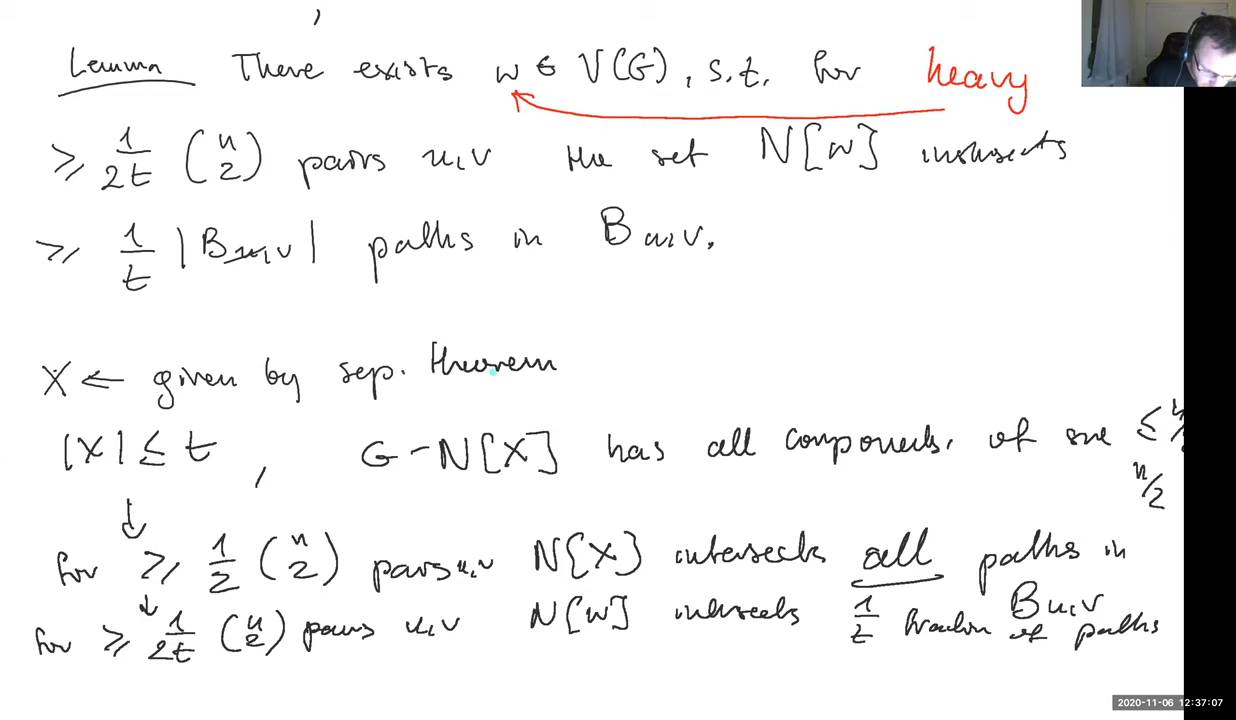 Lemma There exists w ∈ V(G), s.t. for heavy
≥ 1/2t (n 2) pairs u,v the set N[w] intersects
≥ 1/t |Bu,v| paths in Bu,v.
X ← given by sep. theorem
|X| ≤ t, G - N[X] has all components of size ≤
n/2
↓
for ≥ 1/2 (n 2) pairs u,v N[X] intersects all paths in
Bu,v
↓
for ≥ 1/2t (n 2) pairs u,v N[w] intersects 1/t fraction of paths
2020-11-06 12:37:07